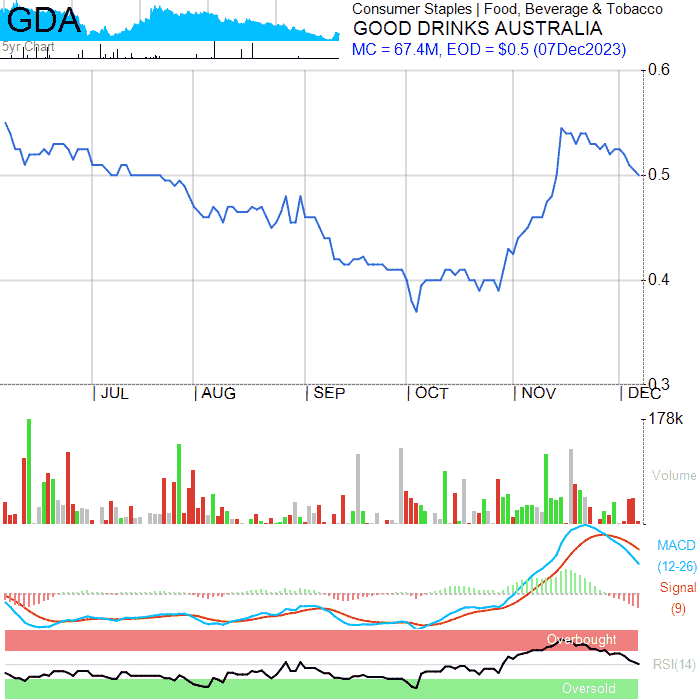 GDA
5yr Chart
Consumer Staples | Food, Beverage & Tobacco
GOOD DRINKS AUSTRALIA
MC = 67.4M, EOD = $0.5 (07Dec2023)
0.6
0.5
0.4
0.3
JUL AUG SEP OCT NOV DEC
178k
Volume
MACD
(12-26)
Signal
(9)
Overbought
RSI(14)
Oversold